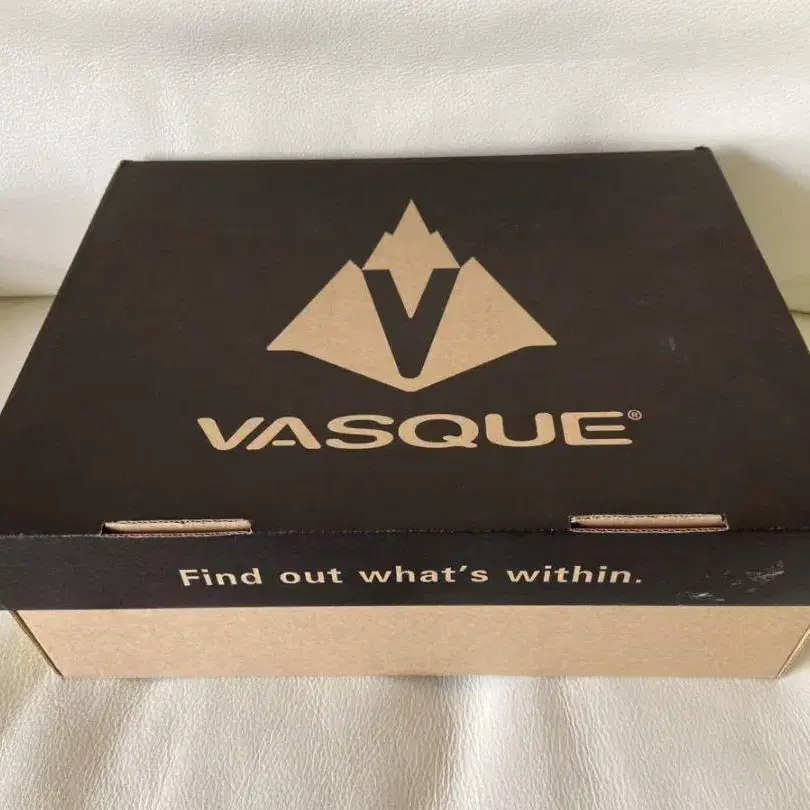 V
VASQUE®
Find out what's within.